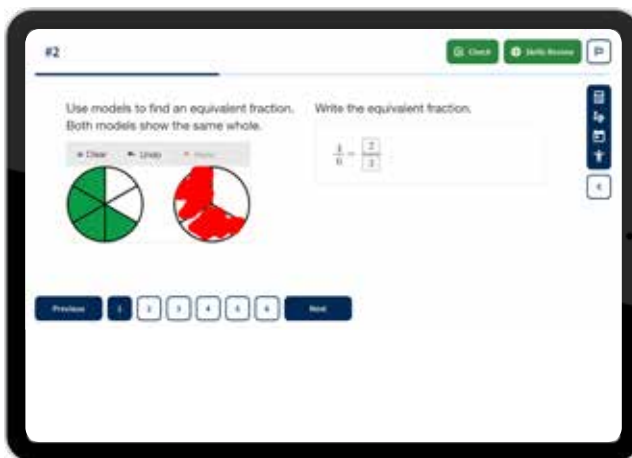 #2
Check
Skills Review
Use models to find an equivalent fraction.
Both models show the same whole.
Clear Undo
Write the equivalent fraction.
Previous 1 2 3 4 5 6 Next